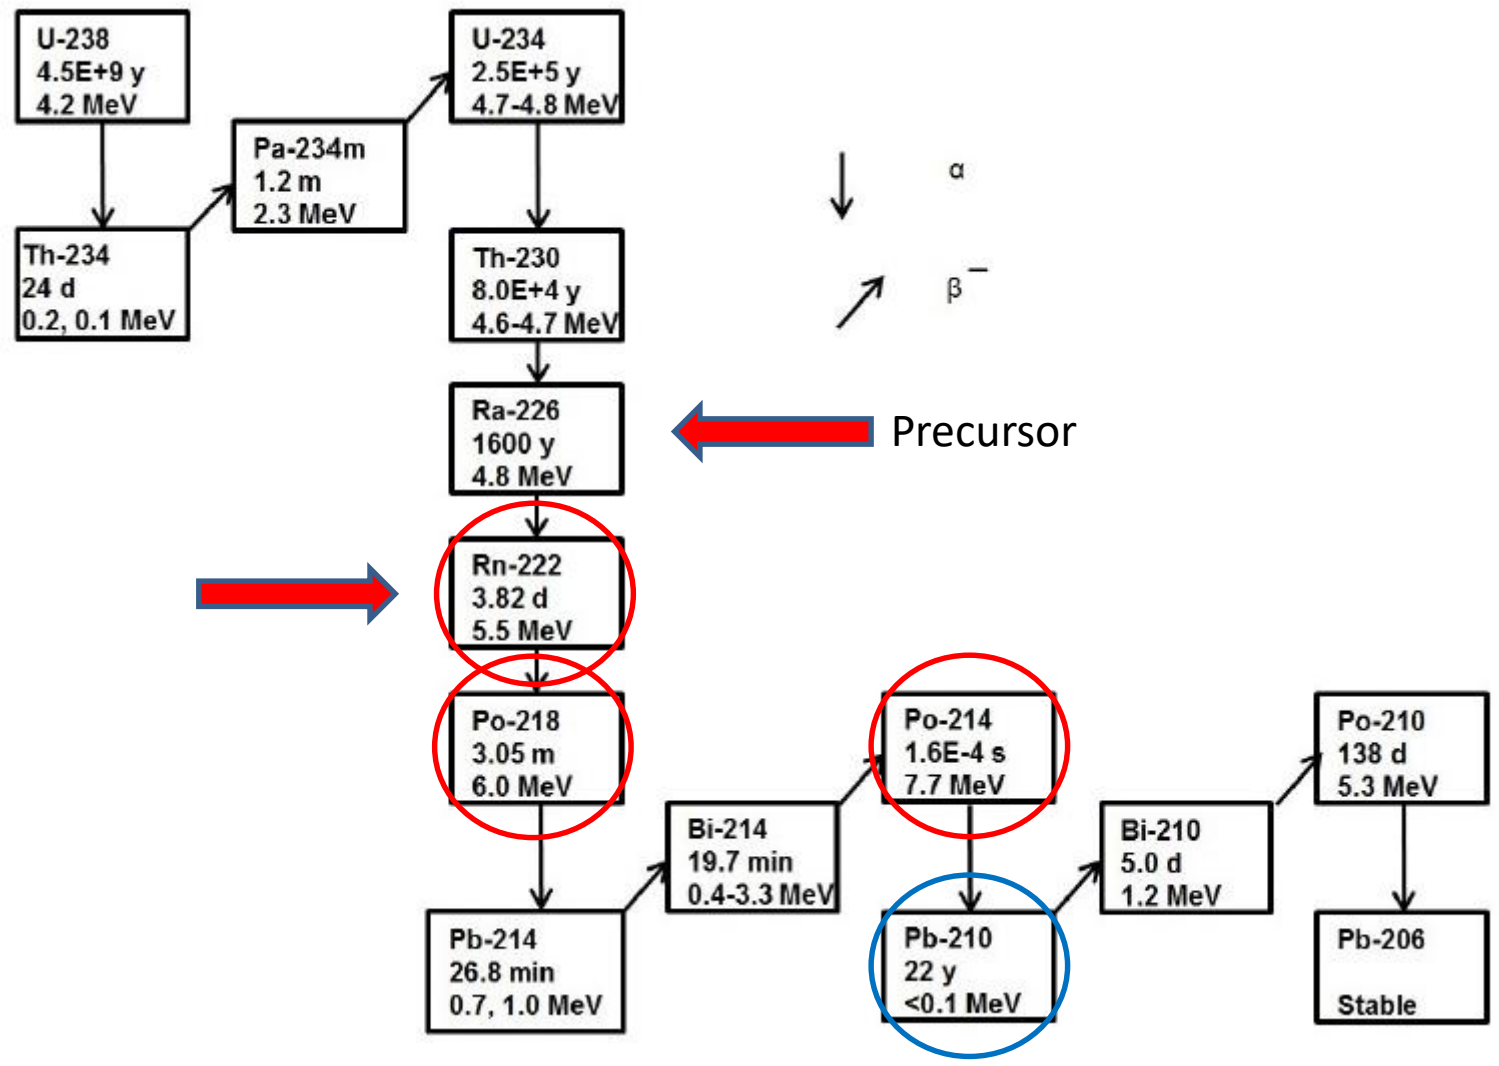 U-238
4.5E+9 y
4.2 MeV
U-234
2.5E+5 y
4.7-4.8 MeV
Pa-234m
1.2 m
2.3 MeV
α
Th-234
24 d
0.2, 0.1 MeV
Th-230
8.0E+4 y
4.6-4.7 MeV
β⁻
Ra-226
1600 y
4.8 MeV
Precursor
Rn-222
3.82 d
5.5 MeV
Po-218
3.05 m
6.0 MeV
Po-214
1.6E-4 s
7.7 MeV
Po-210
138 d
5.3 MeV
Bi-214
19.7 min
0.4-3.3 MeV
Bi-210
5.0 d
1.2 MeV
Pb-214
26.8 min
0.7, 1.0 MeV
Pb-210
22 y
<0.1 MeV
Pb-206
Stable